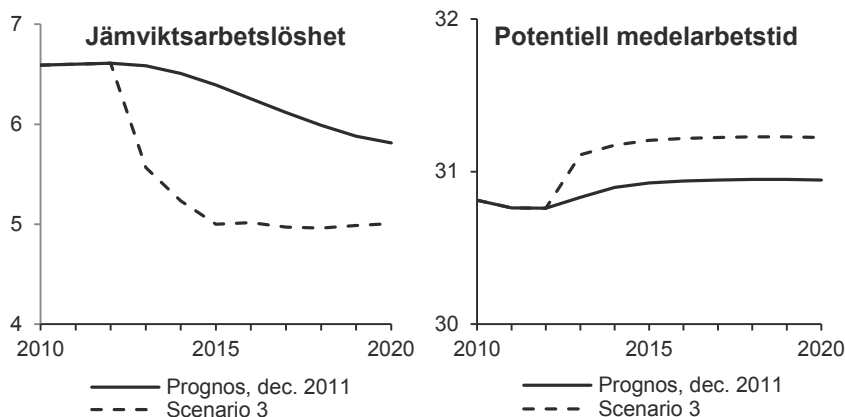 Jämviktsarbetslöshet
7
6
5
4
2010
2015
2020
Prognos, dec. 2011
Scenario 3
Potentiell medelarbetstid
32
31
30
2010
2015
2020
Prognos, dec. 2011
Scenario 3